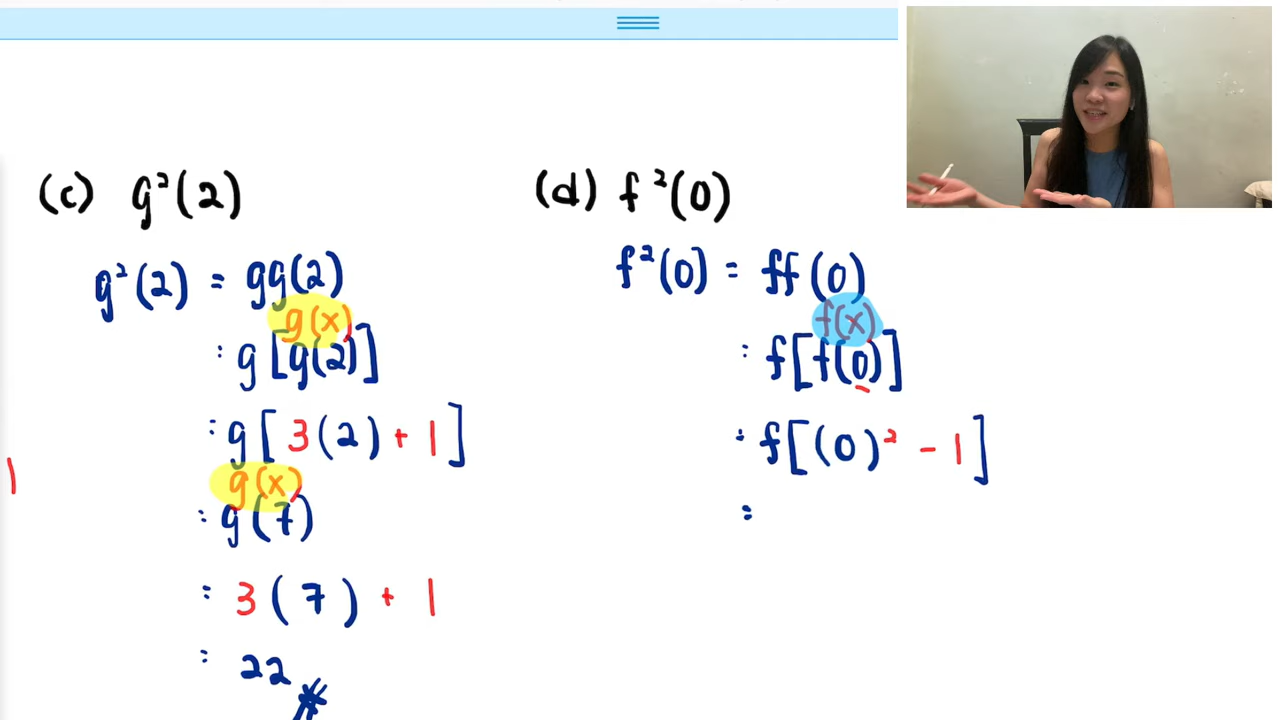 (c) g²(2)
g²(2) = gg(2)
g(x)
= g[g(2)]
= g[3(2) + 1]
g(x)
= g(7)
= 3(7) + 1
= 22
(d) f²(0)
f²(0) = ff(0)
f(x)
= f[f(0)]
= f[(0)² - 1]
=
1